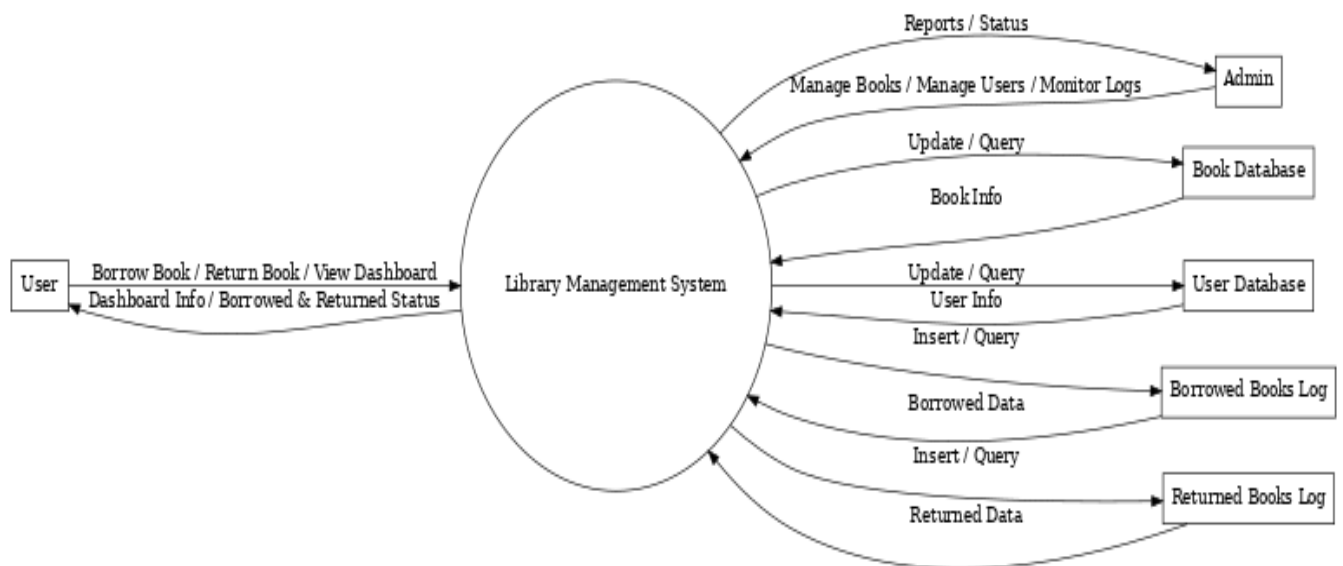 Reports / Status
Admin
Manage Books / Manage Users / Monitor Logs
Update / Query
Book Database
Book Info
User
Borrow Book / Return Book / View Dashboard
Dashboard Info / Borrowed & Returned Status
Library Management System
Update / Query
User Database
User Info
Insert / Query
Borrowed Books Log
Borrowed Data
Insert / Query
Returned Books Log
Returned Data